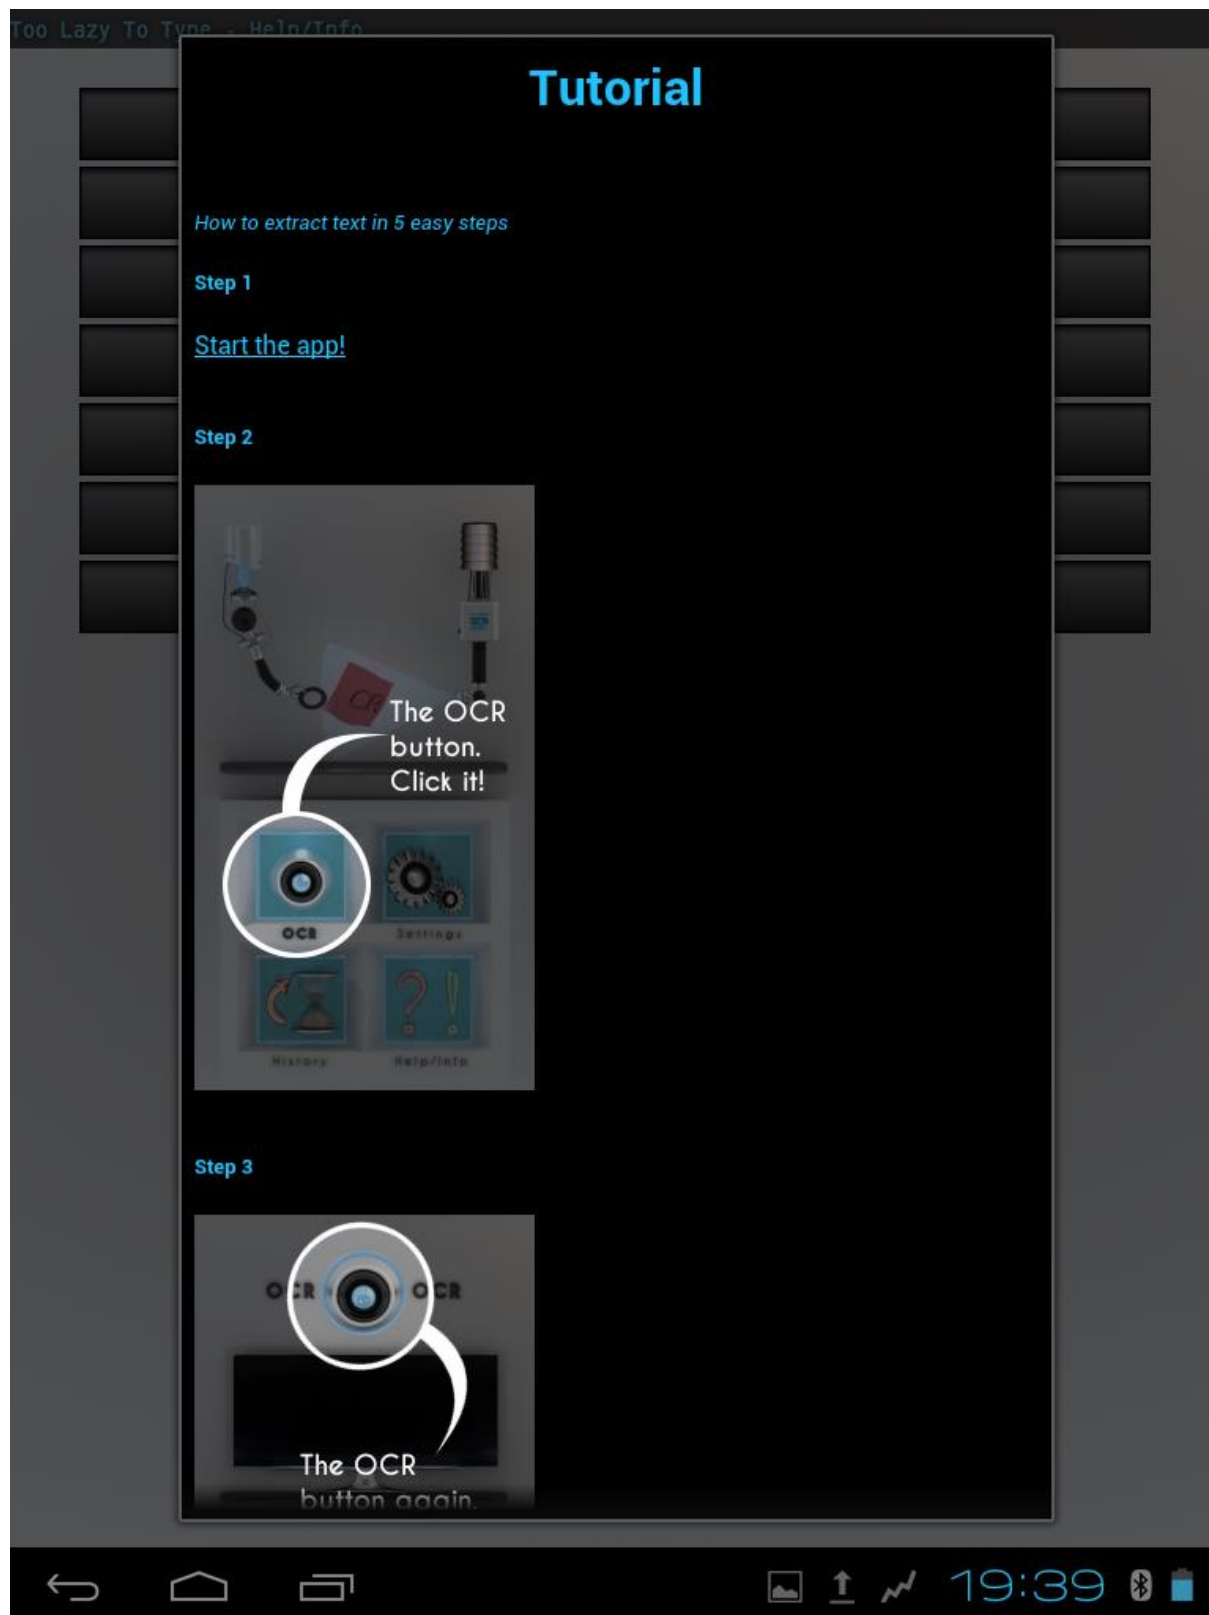 Too Lazy To Type - Help/Info
Tutorial
How to extract text in 5 easy steps
Step 1
Start the app!
Step 2
CR
The OCR
button.
Click it!
OCR
Settings
History
Help/Info
Step 3
OCR OCR
The OCR
button again.
19:39